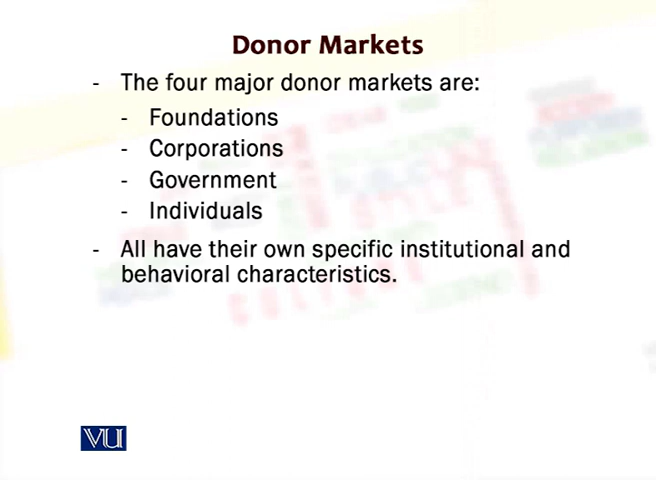 Donor Markets
- The four major donor markets are:
- Foundations
- Corporations
- Government
- Individuals
- All have their own specific institutional and
behavioral characteristics.
VU